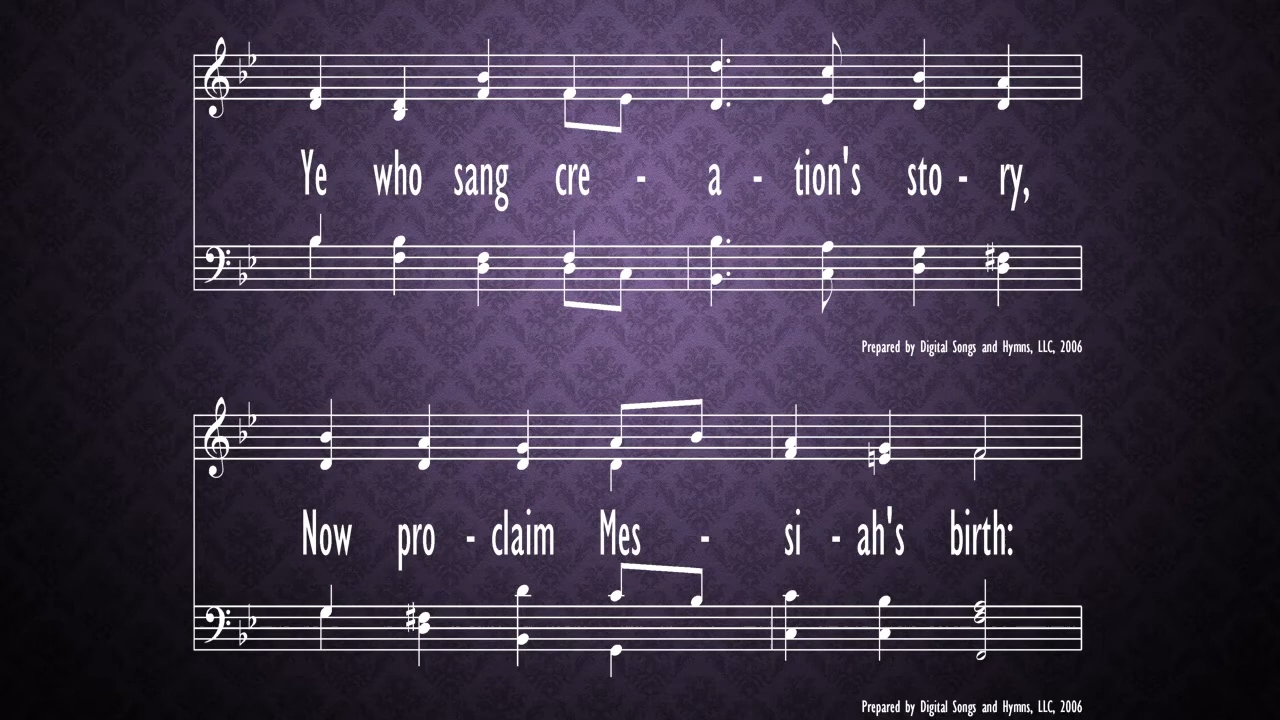 Ye who sang cre - a - tion's sto - ry,
Prepared by Digital Songs and Hymns, LLC, 2006
Now pro - claim Mes - si - ah's birth:
Prepared by Digital Songs and Hymns, LLC, 2006